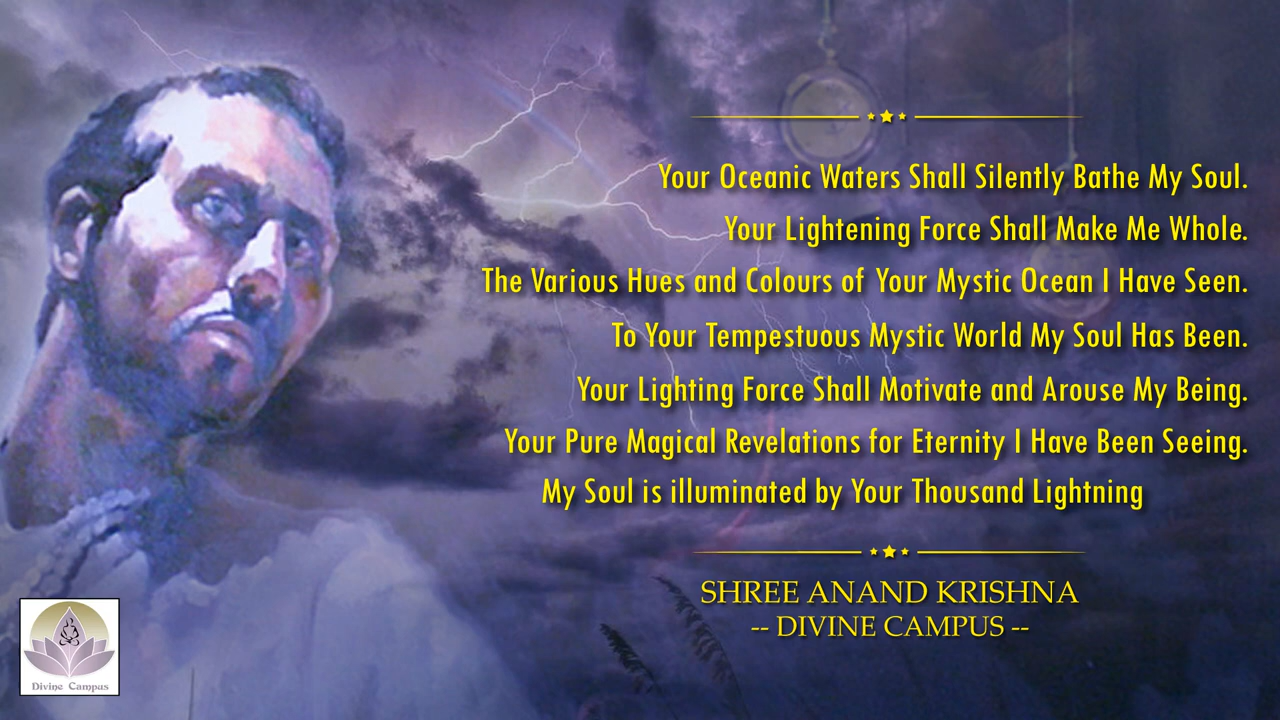 Your Oceanic Waters Shall Silently Bathe My Soul.
Your Lightening Force Shall Make Me Whole.
The Various Hues and Colours of Your Mystic Ocean I Have Seen.
To Your Tempestuous Mystic World My Soul Has Been.
Your Lighting Force Shall Motivate and Arouse My Being.
Your Pure Magical Revelations for Eternity I Have Been Seeing.
My Soul is illuminated by Your Thousand Lightning
SHREE ANAND KRISHNA
-- DIVINE CAMPUS --
Divine Campus